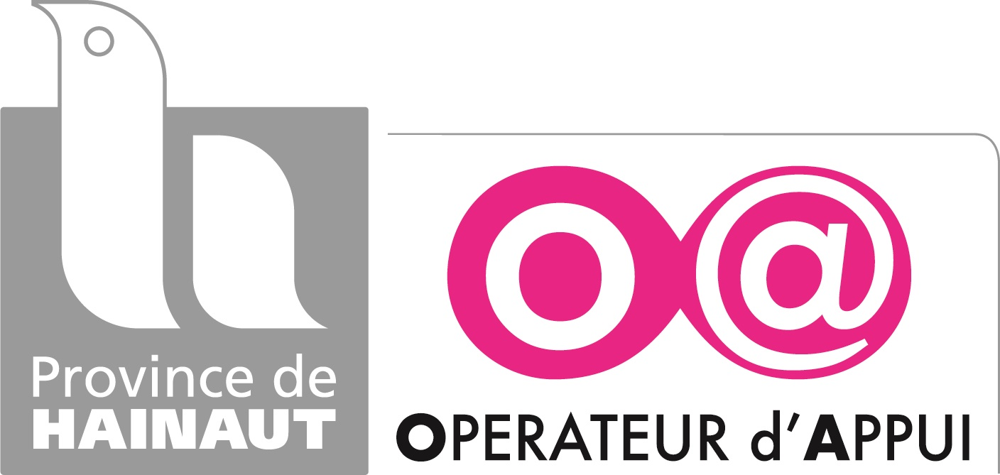 Province de
HAINAUT
O@
OPERATEUR d'APPUI